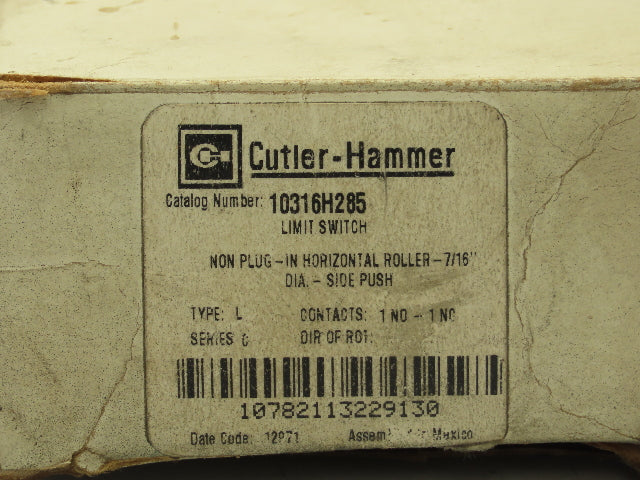 Cutler-Hammer
Catalog Number: 10316H285
LIMIT SWITCH
NON PLUG-IN HORIZONTAL ROLLER-7/16"
DIA. - SIDE PUSH
TYPE: L CONTACTS: 1 NO - 1 NC
SERIES DIR OF ROT:
10782113229130
Date Code: Mexico